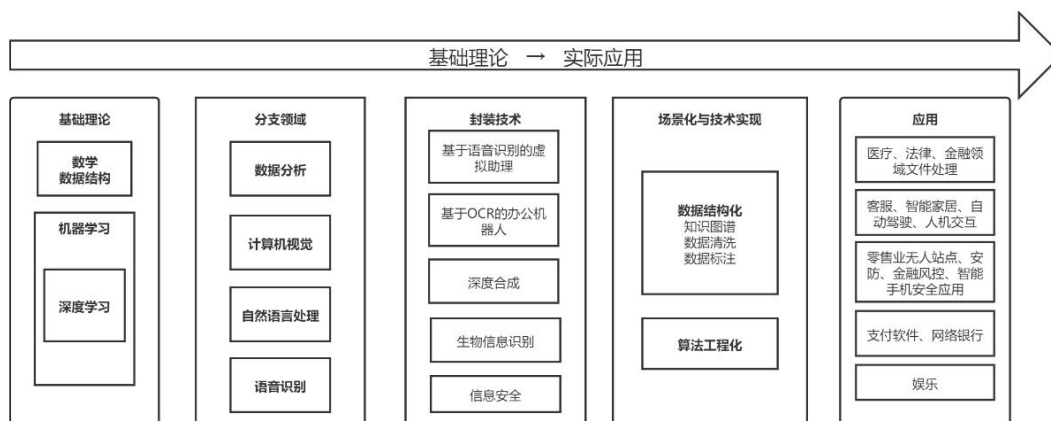 基础理论 → 实际应用
基础理论
数学
数据结构
机器学习
深度学习
分支领域
数据分析
计算机视觉
自然语言处理
语音识别
封装技术
基于语音识别的虚
拟助理
基于OCR的办公机
器人
深度合成
生物信息识别
信息安全
场景化与技术实现
数据结构化
知识图谱
数据清洗
数据标注
算法工程化
应用
医疗、法律、金融领
域文件处理
客服、智能家居、自
动驾驶、人机交互
零售业无人站点、安
防、金融风控、智能
手机安全应用
支付软件、网络银行
娱乐